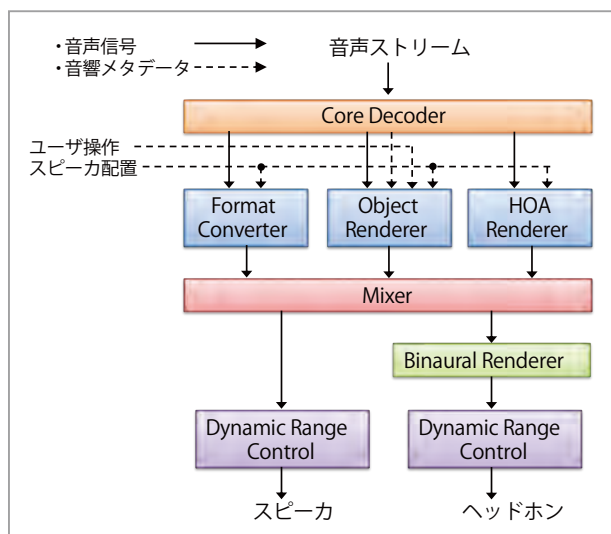 ・音声信号
・音響メタデータ
音声ストリーム
Core Decoder
ユーザ操作
スピーカ配置
Format
Converter
Object
Renderer
HOA
Renderer
Mixer
Binaural Renderer
Dynamic Range
Control
Dynamic Range
Control
スピーカ
ヘッドホン